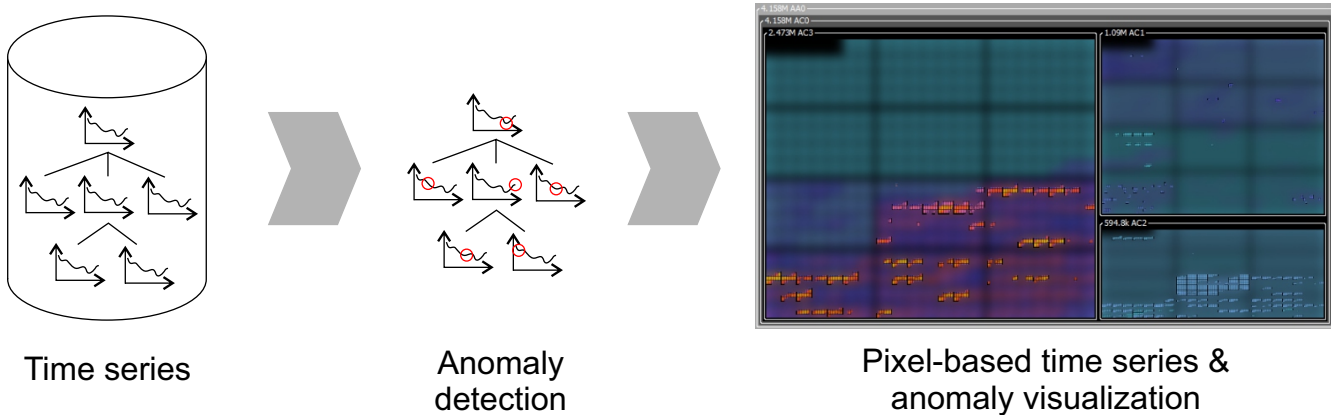 4.158M AA0
4.158M AC0
2.473M AC3
1.09M AC1
594.8k AC2
Time series
Anomaly
detection
Pixel-based time series &
anomaly visualization